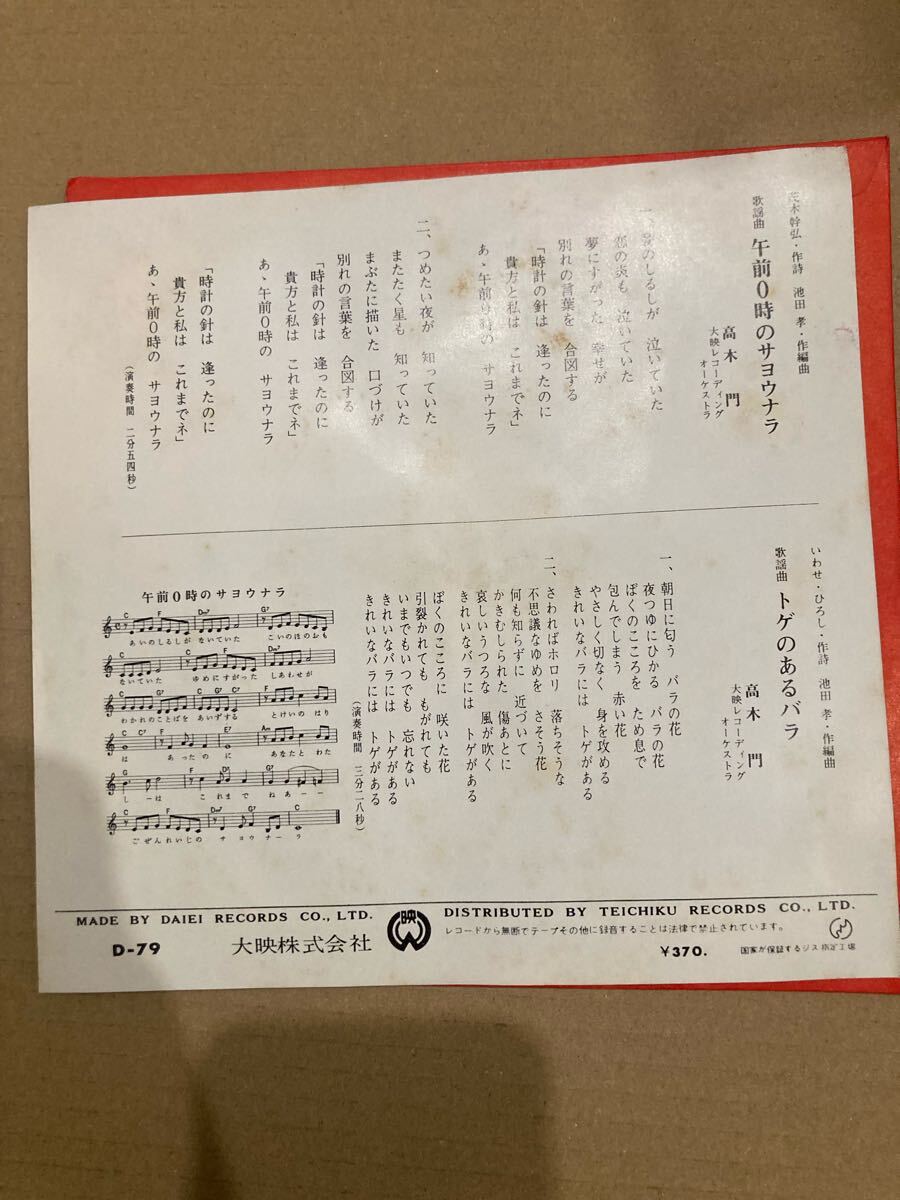 幹弘・作詩 池田 孝・作編曲
歌謡曲 午前0時のサヨウナラ
高木 門
大映レコーディング
オーケストラ
のしるしが 泣いていた
恋の炎も 泣いていた
夢にすがった 幸せが
別れの言葉を 合図する
「時計の針は 逢ったのに
貴方と私は これまでネ」
あゝ午前0時の サヨウナラ
二、つめたい夜が 知っていた
またたく星も 知っていた
まぶたに描いた 口づけが
別れの言葉を 合図する
「時計の針は 逢ったのに
貴方と私は これまでネ」
あゝ午前0時の サヨウナラ
「時計の針は 逢ったのに
貴方と私は これまでネ」
あゝ午前0時の サヨウナラ
(演奏時間 二分五四秒)
いわせ・ひろし・作詩 池田 孝・作編曲
歌謡曲 トゲのあるバラ
高木 門
大映レコーディング
オーケストラ
一、朝日に匂う バラの花
夜つゆにひかる バラの花
ぼくのこころを ため息で
包んでしまう 赤い花
やさしく切なく 身を攻める
きれいなバラには トゲがある
二、さわればホロリ 落ちそうな
不思議なゆめを さそう花
何も知らずに 近づいて
かきむしられた 傷あとに
哀しいうつろな 風が吹く
きれいなバラには トゲがある
ぼくのこころに 咲いた花
引裂かれても もがれても
いまでもいつでも 忘れない
きれいなバラには トゲがある
きれいなバラには トゲがある
(演奏時間 三分二八秒)
午前0時のサヨウナラ
C F Dm7 G7
あいのしるしが ないていた こいのほのおも
C Dm7 G7 C
ないていた ゆめにすがった しあわせが
C C7 F Dm7 G7
わかれのことばを あいずする とけいの はり
C C7 F E7 Am
は あったの に あなたと わた
G7 C F G7
しーは これまで ねあーー
C F Dm7 G7 C
ごぜんれいじの サヨウナーラ
MADE BY DAIEI RECORDS CO., LTD.
D-79 大映株式会社
映
DISTRIBUTED BY TEICHIKU RECORDS CO., LTD.
レコードから無断でテープその他に録音することは法律で禁止されています。
¥370. 国家が保証するジス指定工場